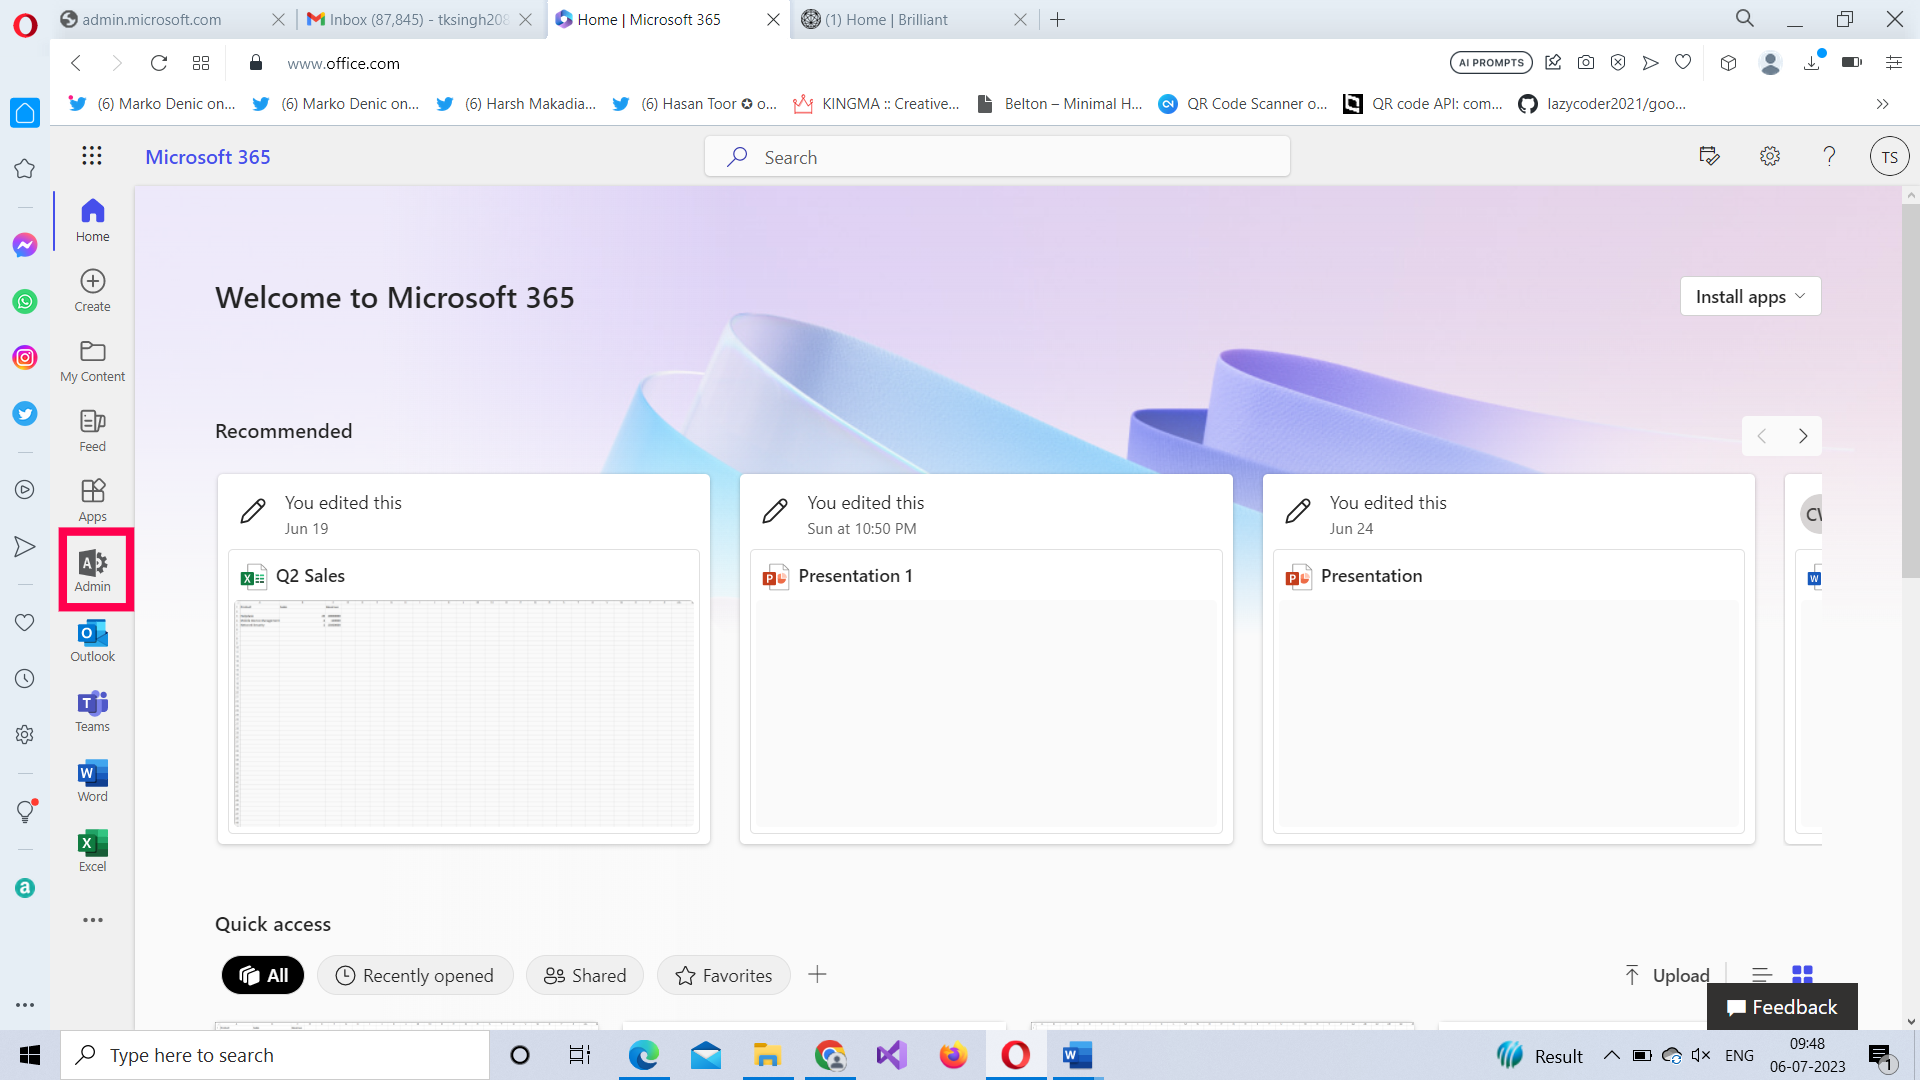 admin.microsoft.com
Inbox (87,845) - tksingh208
Home | Microsoft 365
(1) Home | Brilliant
www.office.com
AI PROMPTS
(6) Marko Denic on...
(6) Marko Denic on...
(6) Harsh Makadia...
(6) Hasan Toor ✪ o...
KINGMA :: Creative...
Belton – Minimal H...
QR Code Scanner o...
QR code API: com...
lazycoder2021/goo...
Microsoft 365
Search
TS
Home
Create
My Content
Feed
Apps
Admin
Outlook
Teams
Word
Excel
Welcome to Microsoft 365
Install apps
Recommended
You edited this
Jun 19
Q2 Sales
You edited this
Sun at 10:50 PM
Presentation 1
You edited this
Jun 24
Presentation
Quick access
All
Recently opened
Shared
Favorites
Upload
Feedback
Type here to search
Result
ENG
09:48
06-07-2023
1